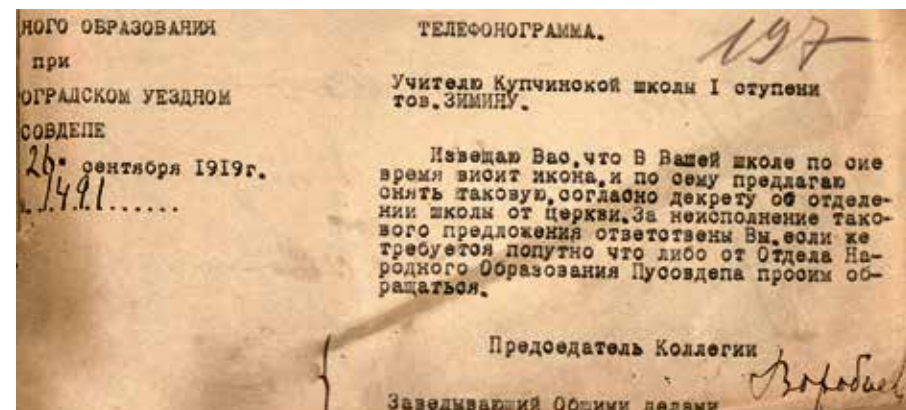 НОГО ОБРАЗОВАНИЯ
при
ОГРАДСКОМ УЕЗДНОМ
СОВДЕПЕ
26. сентября 1919г.
1491.......
ТЕЛЕФОНОГРАММА.
197
Учителю Купчинской школы I ступени
тов.ЗИМИНУ.
Извещаю Вас,что В Вашей школе по сие
время висит икона,и по сему предлагаю
снять таковую,согласно декрету об отделе-
нии школы от церкви.За неисполнение тако-
вого предложения ответствены Вы,если же
требуется попутно что либо от Отдела На-
родного Образования Пусовдепа просим об-
ращаться.
Председатель Коллегии
Воробьев
Заведывающий Общими делами